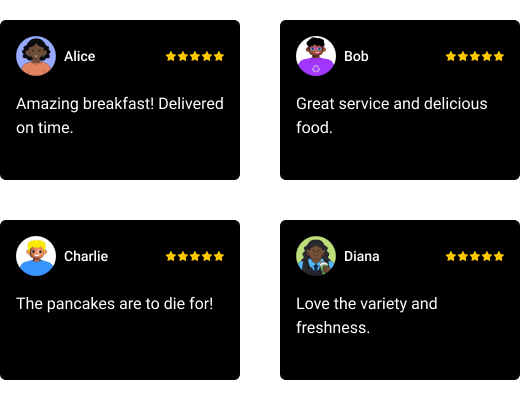 Alice
Amazing breakfast! Delivered
on time.
Bob
Great service and delicious
food.
Charlie
The pancakes are to die for!
Diana
Love the variety and
freshness.